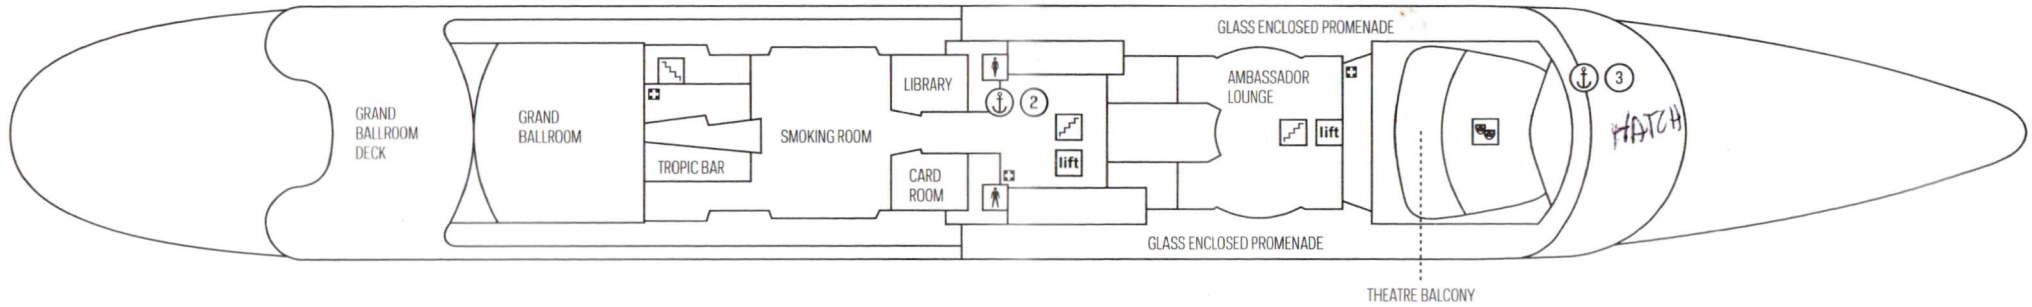 GLASS ENCLOSED PROMENADE
GRAND
BALLROOM
DECK
GRAND
BALLROOM
TROPIC BAR
SMOKING ROOM
LIBRARY
CARD
ROOM
2
lift
AMBASSADOR
LOUNGE
lift
3
HATCH
GLASS ENCLOSED PROMENADE
THEATRE BALCONY